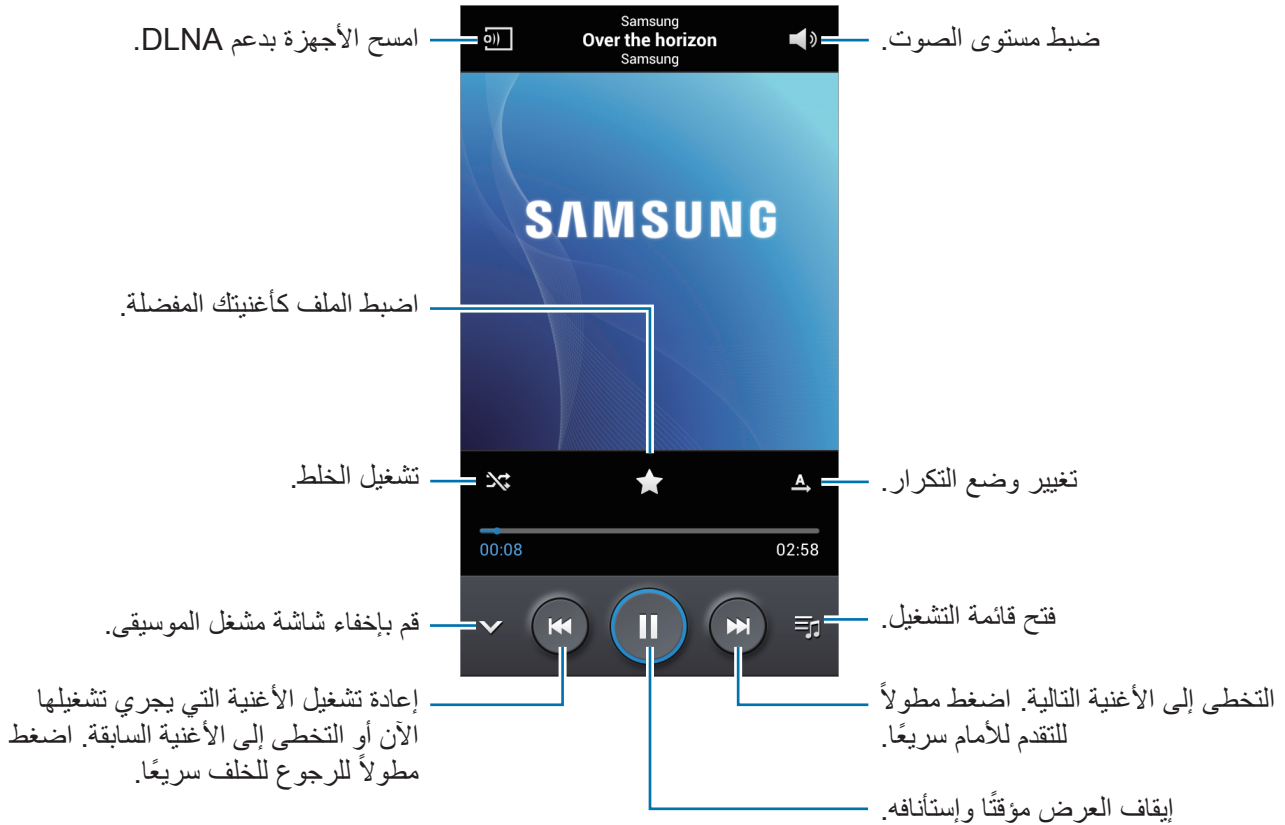 Samsung
Over the horizon
Samsung
ضبط مستوى الصوت.
امسح الأجهزة بدعم DLNA.
SAMSUNG
اضبط الملف كأغنيتك المفضلة.
تغيير وضع التكرار.
A
تشغيل الخلط.
00:08
02:58
فتح قائمة التشغيل.
قم بإخفاء شاشة مشغل الموسيقى.
التخطى إلى الأغنية التالية. اضغط مطولاً
للتقدم للأمام سريعًا.
إعادة تشغيل الأغنية التي يجري تشغيلها
الآن أو التخطى إلى الأغنية السابقة. اضغط
مطولاً للرجوع للخلف سريعًا.
إيقاف العرض مؤقتًا وإستأنافه.